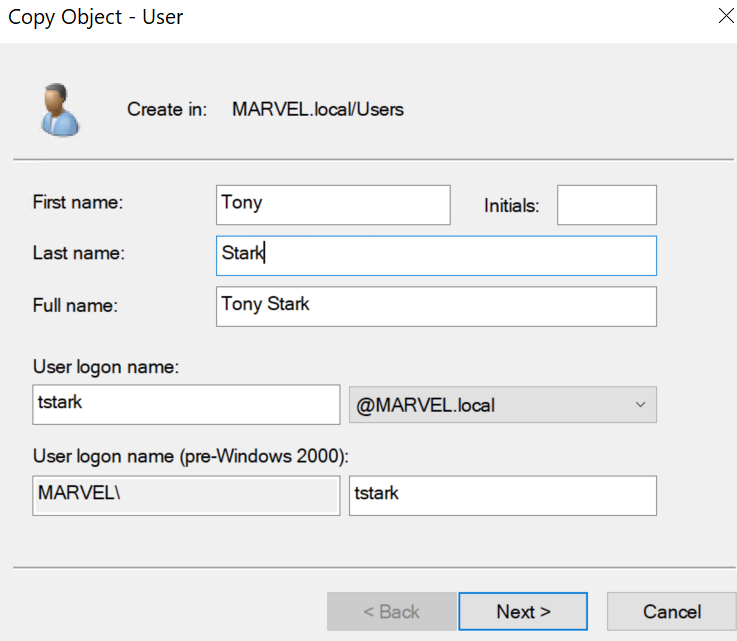 Copy Object - User
Create in: MARVEL.local/Users
First name: Tony Initials:
Last name: Stark
Full name: Tony Stark
User logon name:
tstark @MARVEL.local
User logon name (pre-Windows 2000):
MARVEL\ tstark
< Back Next > Cancel